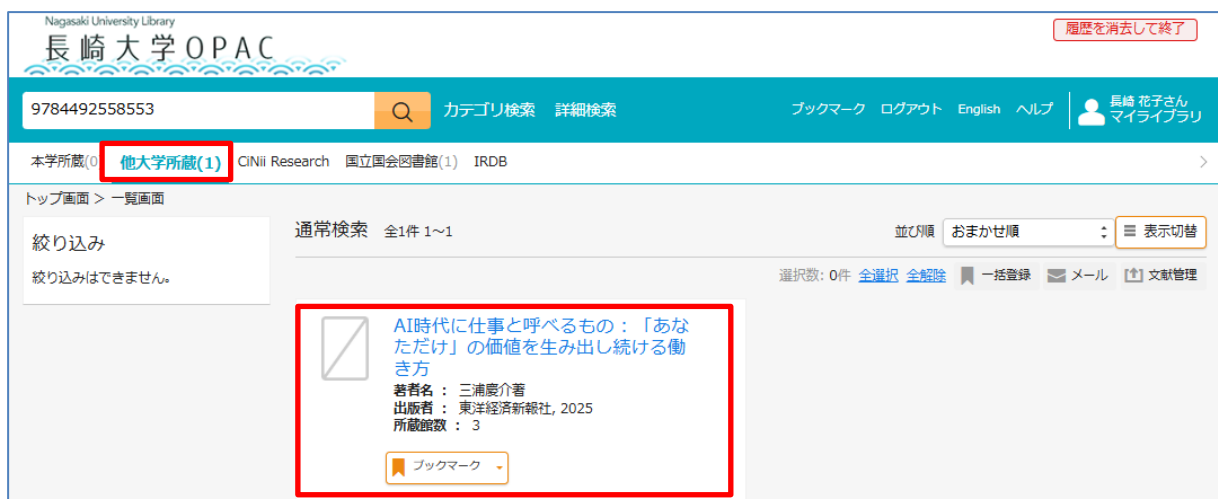 Nagasaki University Library
長崎大学OPAC
履歴を消去して終了
9784492558553
カテゴリ検索 詳細検索
ブックマーク ログアウト English ヘルプ
長崎 花子さん
マイライブラリ
本学所蔵(0
他大学所蔵(1)
CiNii Research
国立国会図書館(1)
IRDB
トップ画面 > 一覧画面
絞り込み
絞り込みはできません。
通常検索 全1件 1~1
並び順 おまかせ順
表示切替
選択数: 0件 全選択 全解除 一括登録 メール 文献管理
AI時代に仕事と呼べるもの : 「あな
ただけ」の価値を生み出し続ける働
き方
著者名 : 三浦慶介著
出版者 : 東洋経済新報社, 2025
所蔵館数 : 3
ブックマーク